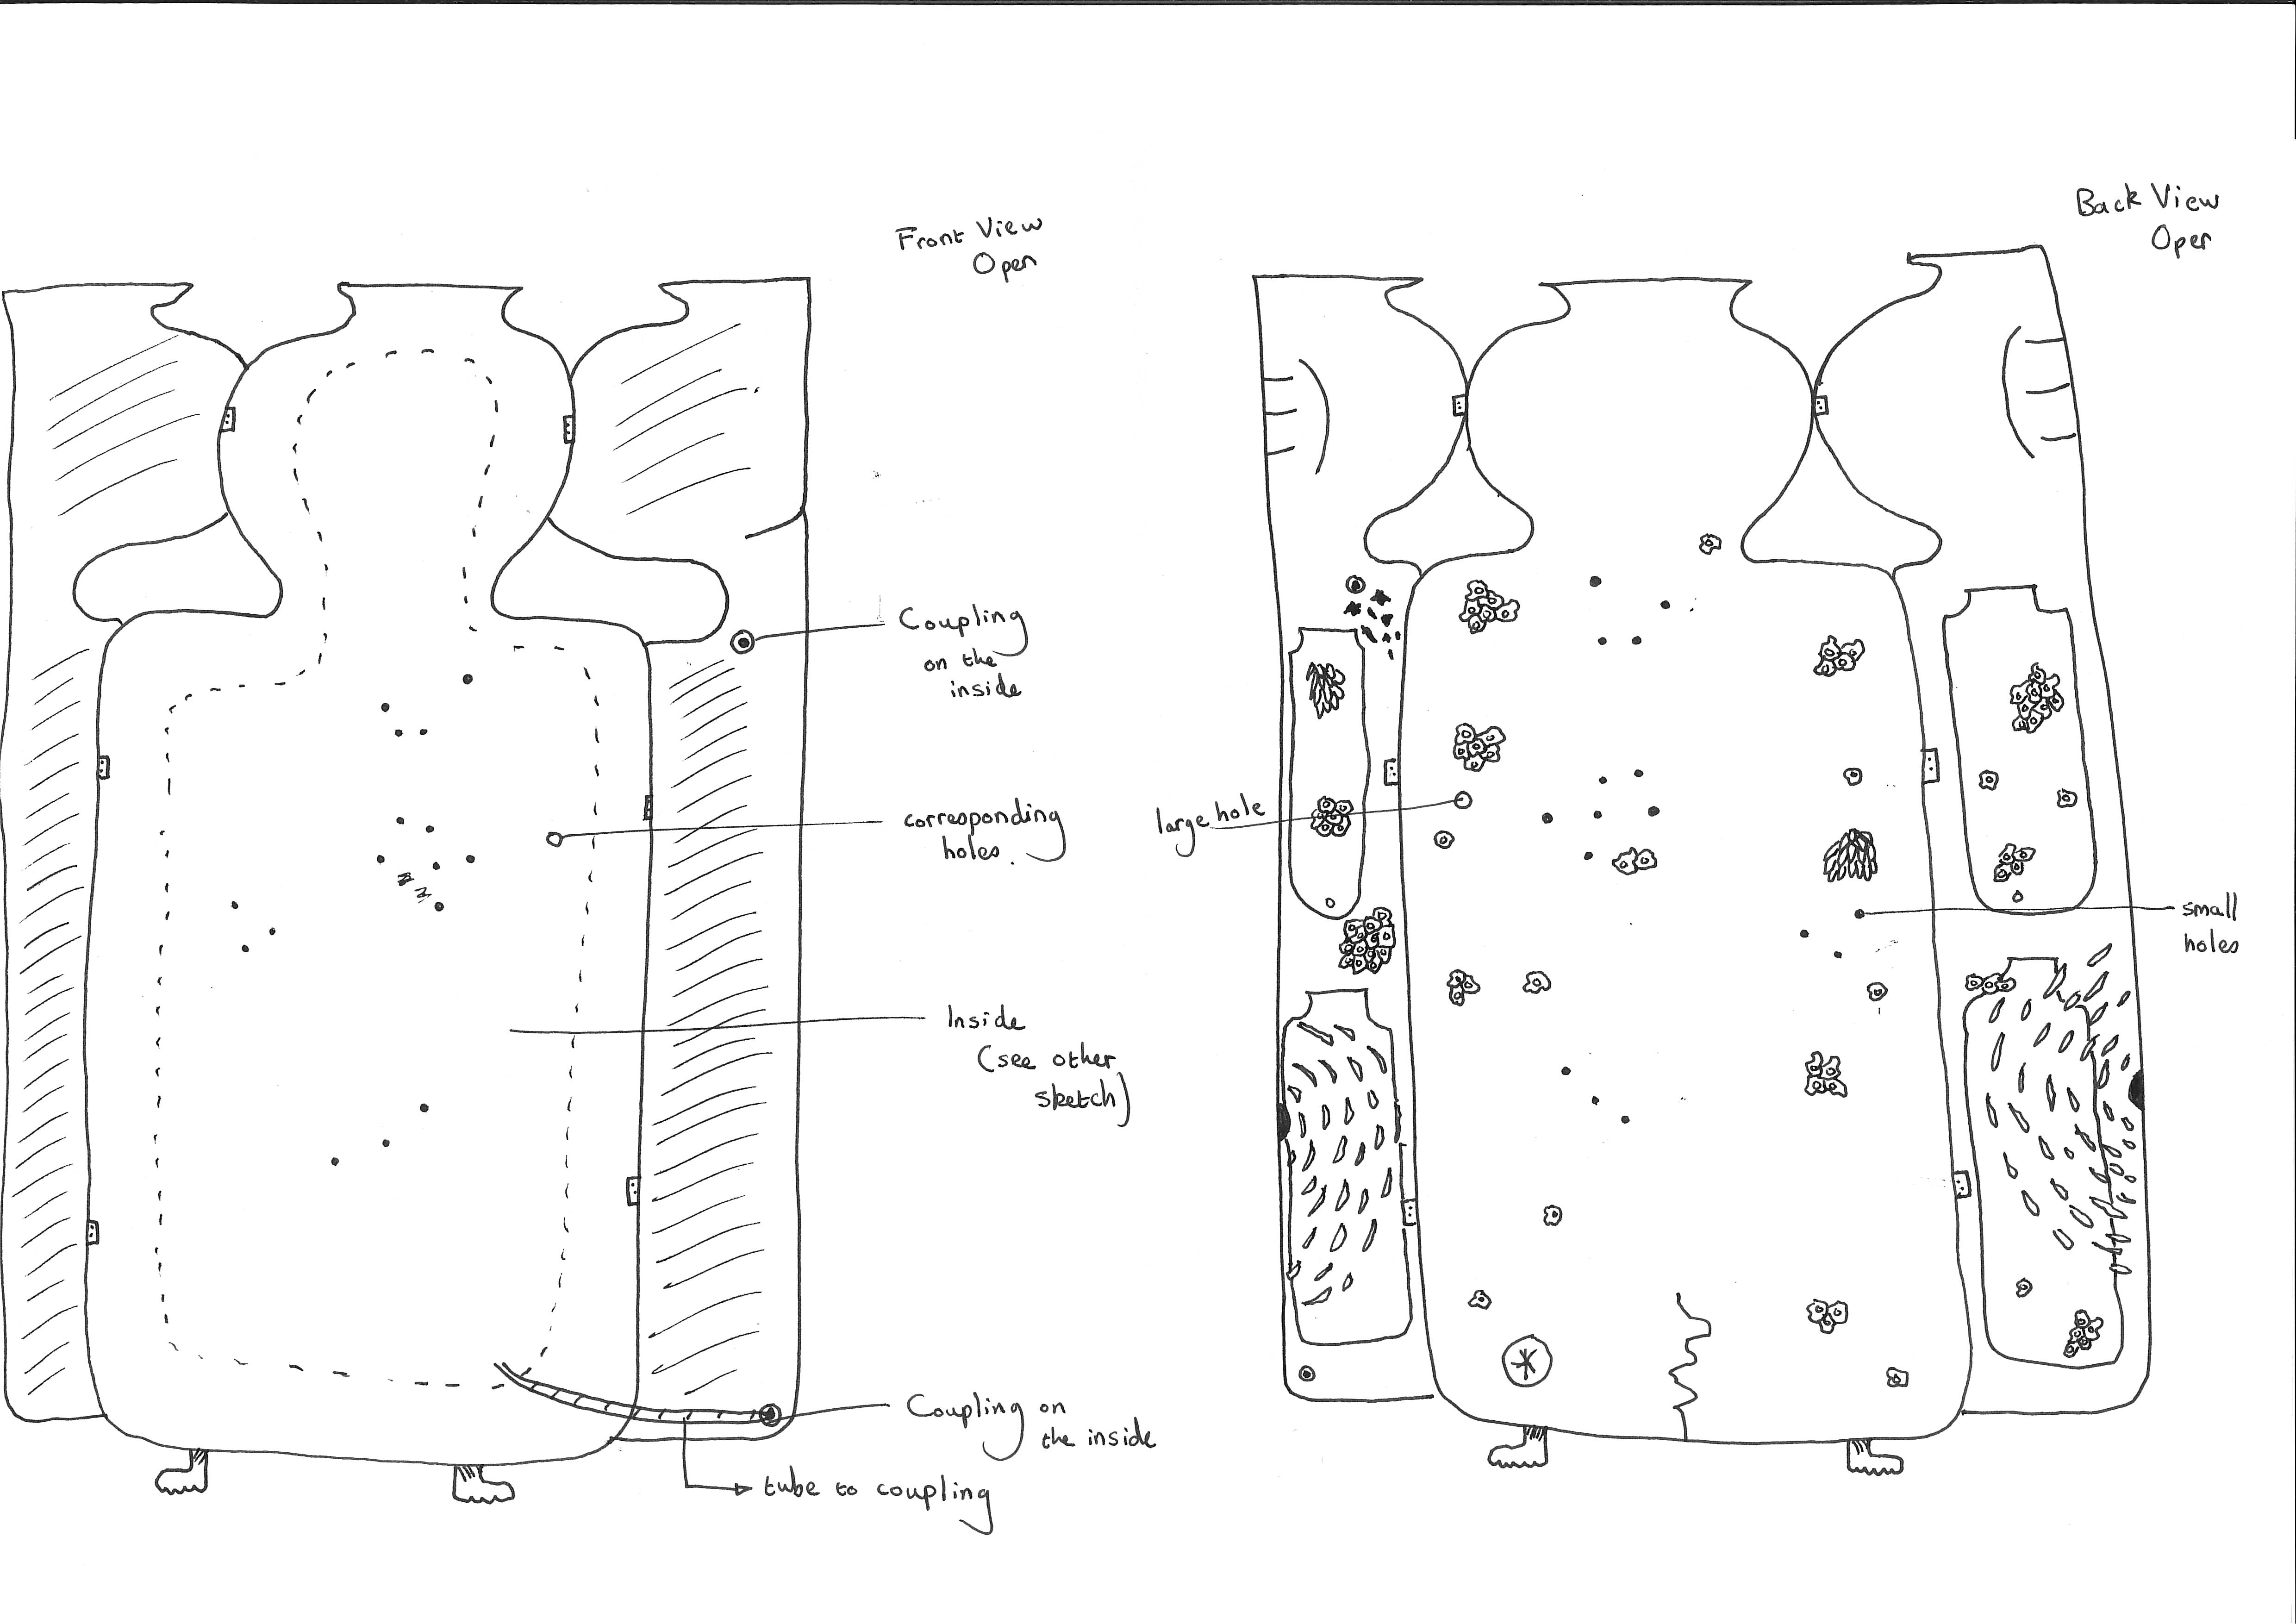 Front View
Open
Coupling
on the
inside
corresponding
holes.
Inside
(see other
sketch)
Coupling on
the inside
tube to coupling
Back View
Open
large hole
small
holes